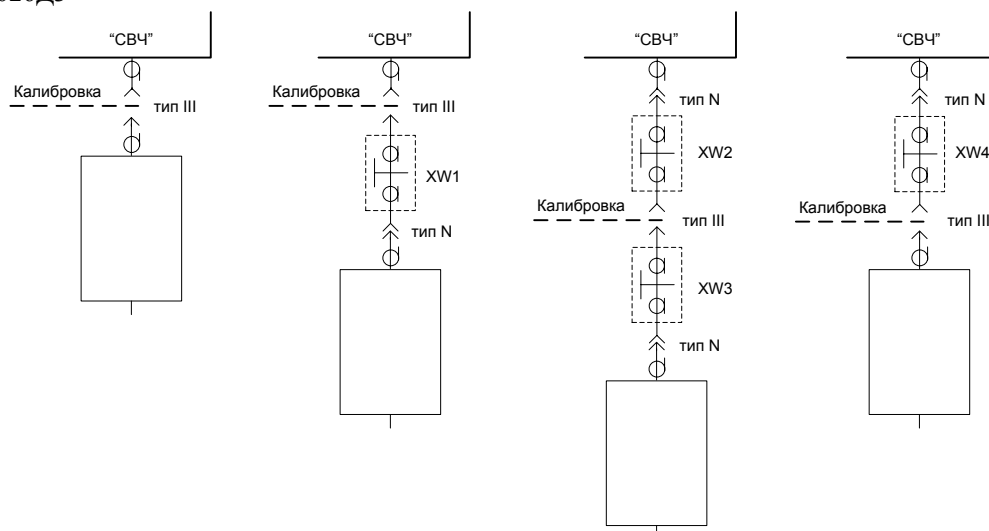 "СВЧ"
Калибровка
тип III
"СВЧ"
Калибровка
тип III
XW1
тип N
"СВЧ"
тип N
XW2
Калибровка
тип III
XW3
тип N
"СВЧ"
тип N
XW4
Калибровка
тип III